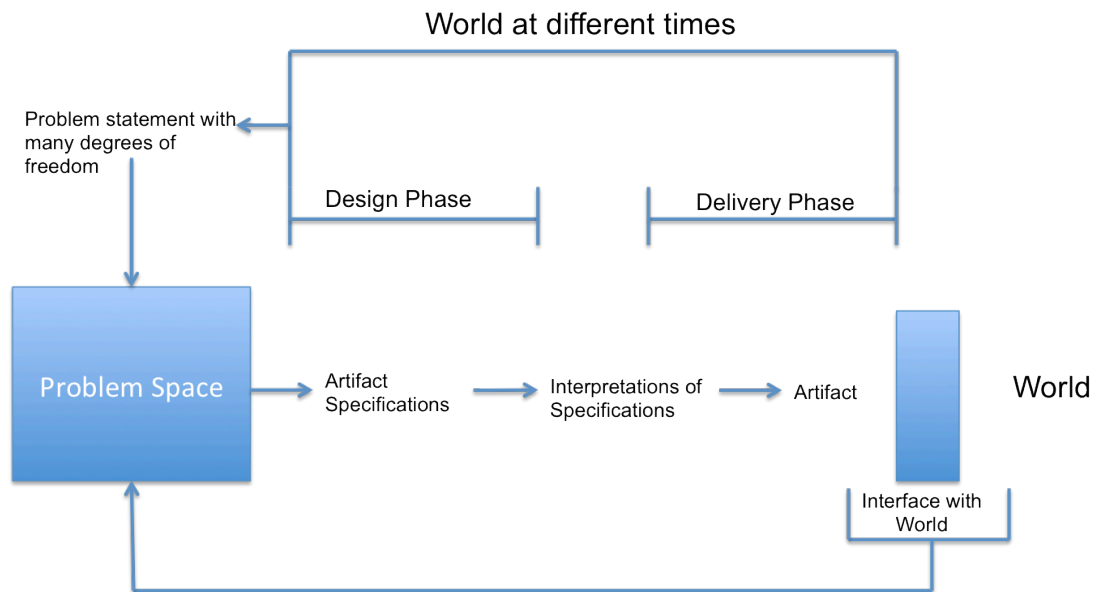 World at different times
Problem statement with
many degrees of
freedom
Design Phase
Delivery Phase
Problem Space
Artifact
Specifications
Interpretations of
Specifications
Artifact
World
Interface with
World